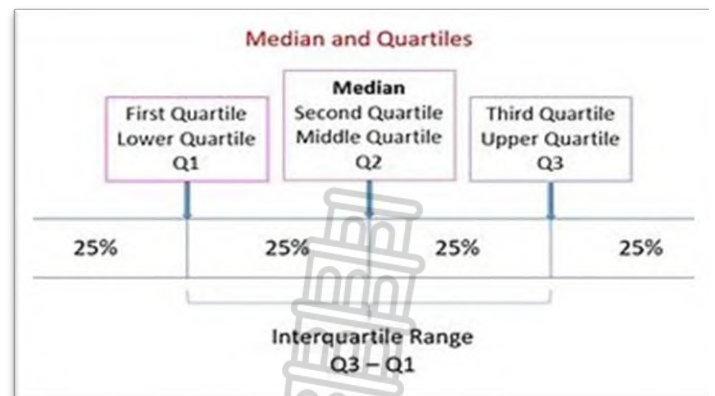 Median and Quartiles
First Quartile
Lower Quartile
Q1
Median
Second Quartile
Middle Quartile
Q2
Third Quartile
Upper Quartile
Q3
25%
25%
25%
25%
Interquartile Range
Q3 – Q1